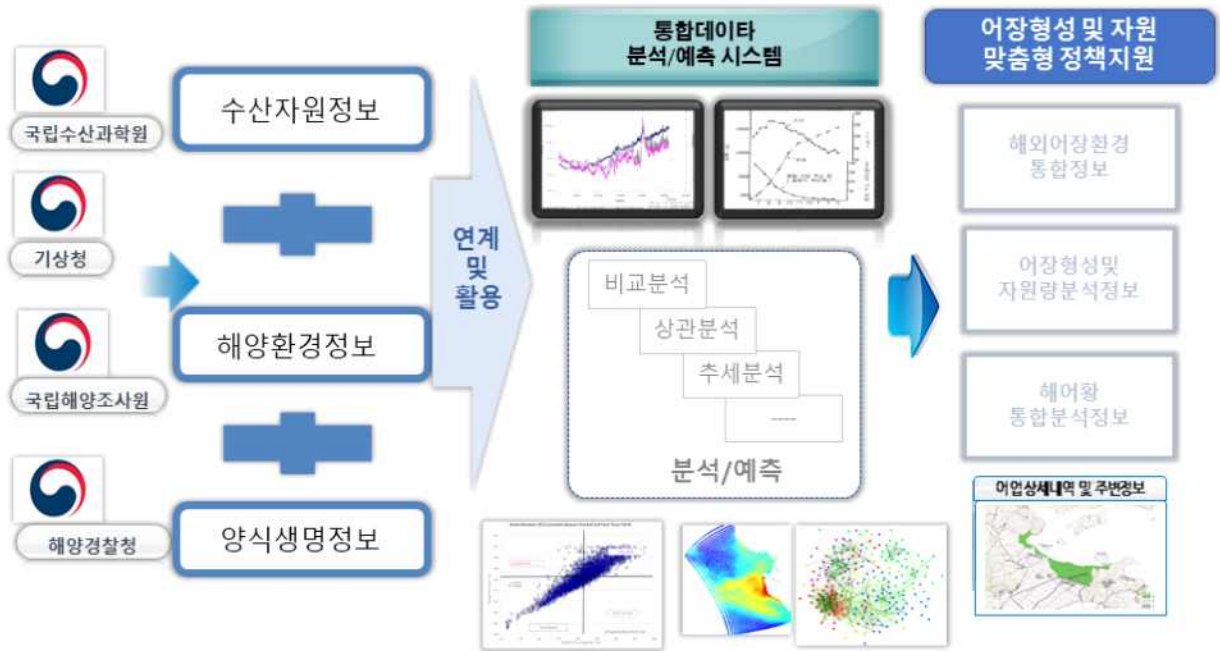 국립수산과학원
기상청
국립해양조사원
해양경찰청
수산자원정보
해양환경정보
양식생명정보
연계
및
활용
통합데이타
분석/예측 시스템
비교분석
상관분석
추세분석
----
분석/예측
어장형성 및 자원
맞춤형 정책지원
해외어장환경
통합정보
어장형성및
자원량분석정보
해어황
통합분석정보
어업상세내역 및 주변정보